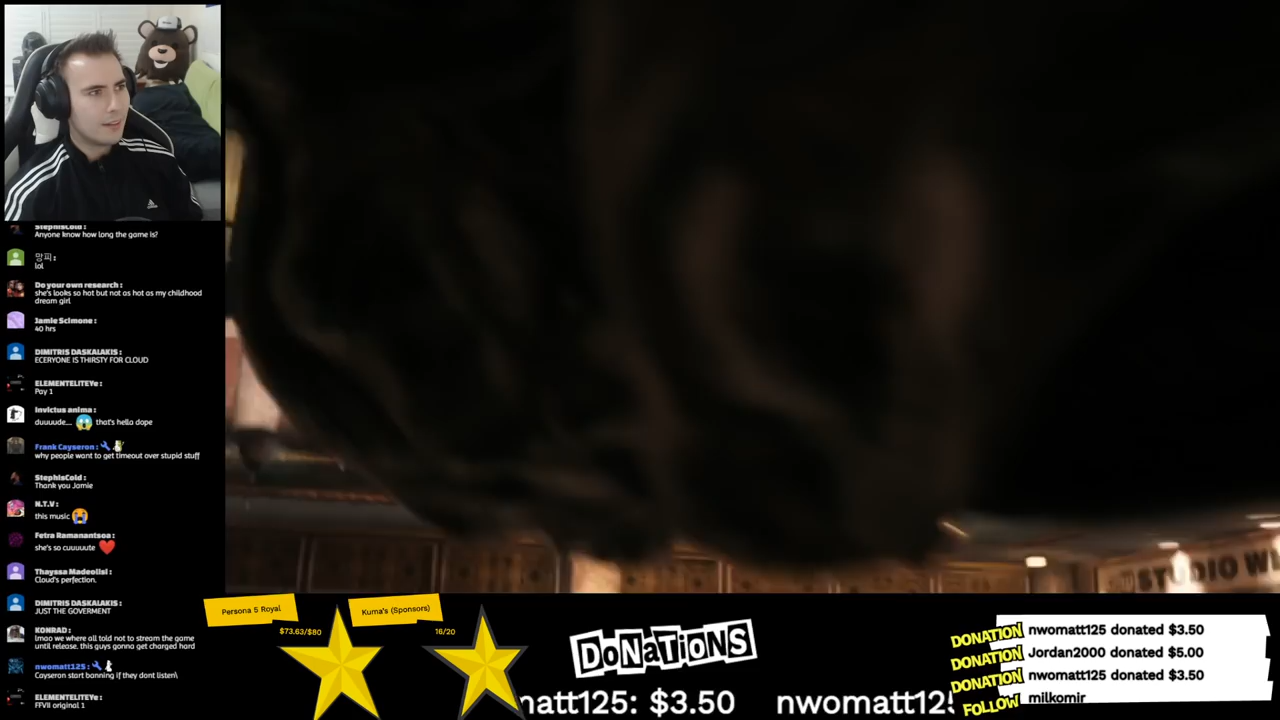 StephIsCold :
Anyone know how long the game is?
망피 :
lol
Do your own research :
she's looks so hot but not as hot as my childhood
dream girl
Jamie Scimone :
40 hrs
DIMITRIS DASKALAKIS :
ECERYONE IS THIRSTY FOR CLOUD
ELEMENTELITEYe :
Pay 1
Invictus anima :
duuuude.... 😱 that's hella dope
Frank Cayseron :
why people want to get timeout over stupid stuff
StephIsCold :
Thank you Jamie
N.T.V :
this music 😭
Fetra Ramanantsoa :
she's so cuuuuute ❤️
Thayssa Madeolisi :
Cloud's perfection.
DIMITRIS DASKALAKIS :
JUST THE GOVERMENT
KONRAD :
lmao we where all told not to stream the game
until release. this guys gonna get charged hard
nwomatt125 :
Cayseron start banning if they dont listen\
ELEMENTELITEYe :
FFVII original 1
STUDIO
Persona 5 Royal
$73.63/$80
Kuma's (Sponsors)
16/20
DoNaTioNS
matt125: $3.50 nwomatt125
DONATION nwomatt125 donated $3.50
DONATION Jordan2000 donated $5.00
DONATION nwomatt125 donated $3.50
FOLLOW milkomir